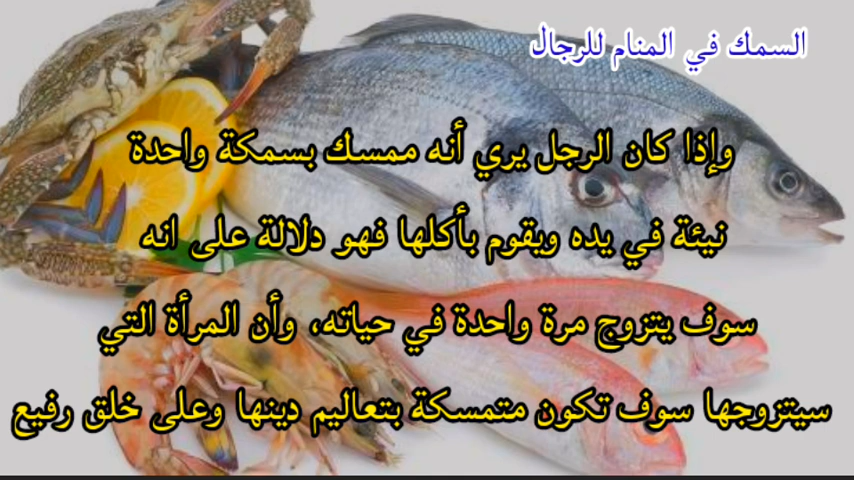 السمك في المنام للرجال
وإذا كان الرجل يري أنه ممسك بسمكة واحدة
نيئة في يده ويقوم بأكلها فهو دلالة على انه
سوف يتزوج مرة واحدة في حياته، وأن المرأة التي
سيتزوجها سوف تكون متمسكة بتعاليم دينها وعلى خلق رفيع